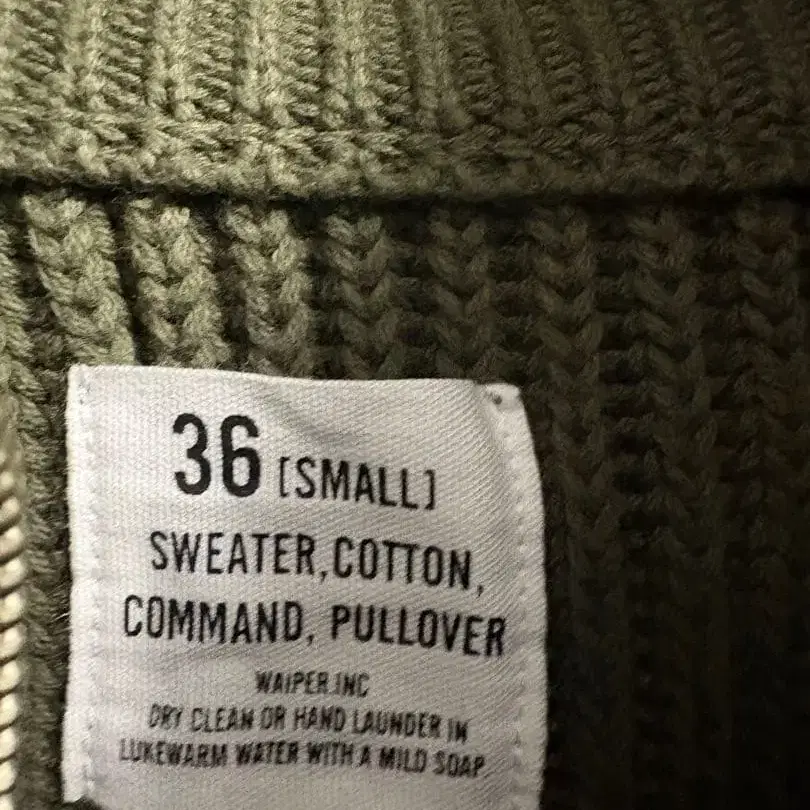 36 [SMALL]
SWEATER,COTTON,
COMMAND, PULLOVER
WAIPER.INC
DRY CLEAN OR HAND LAUNDER IN
LUKEWARM WATER WITH A MILD SOAP